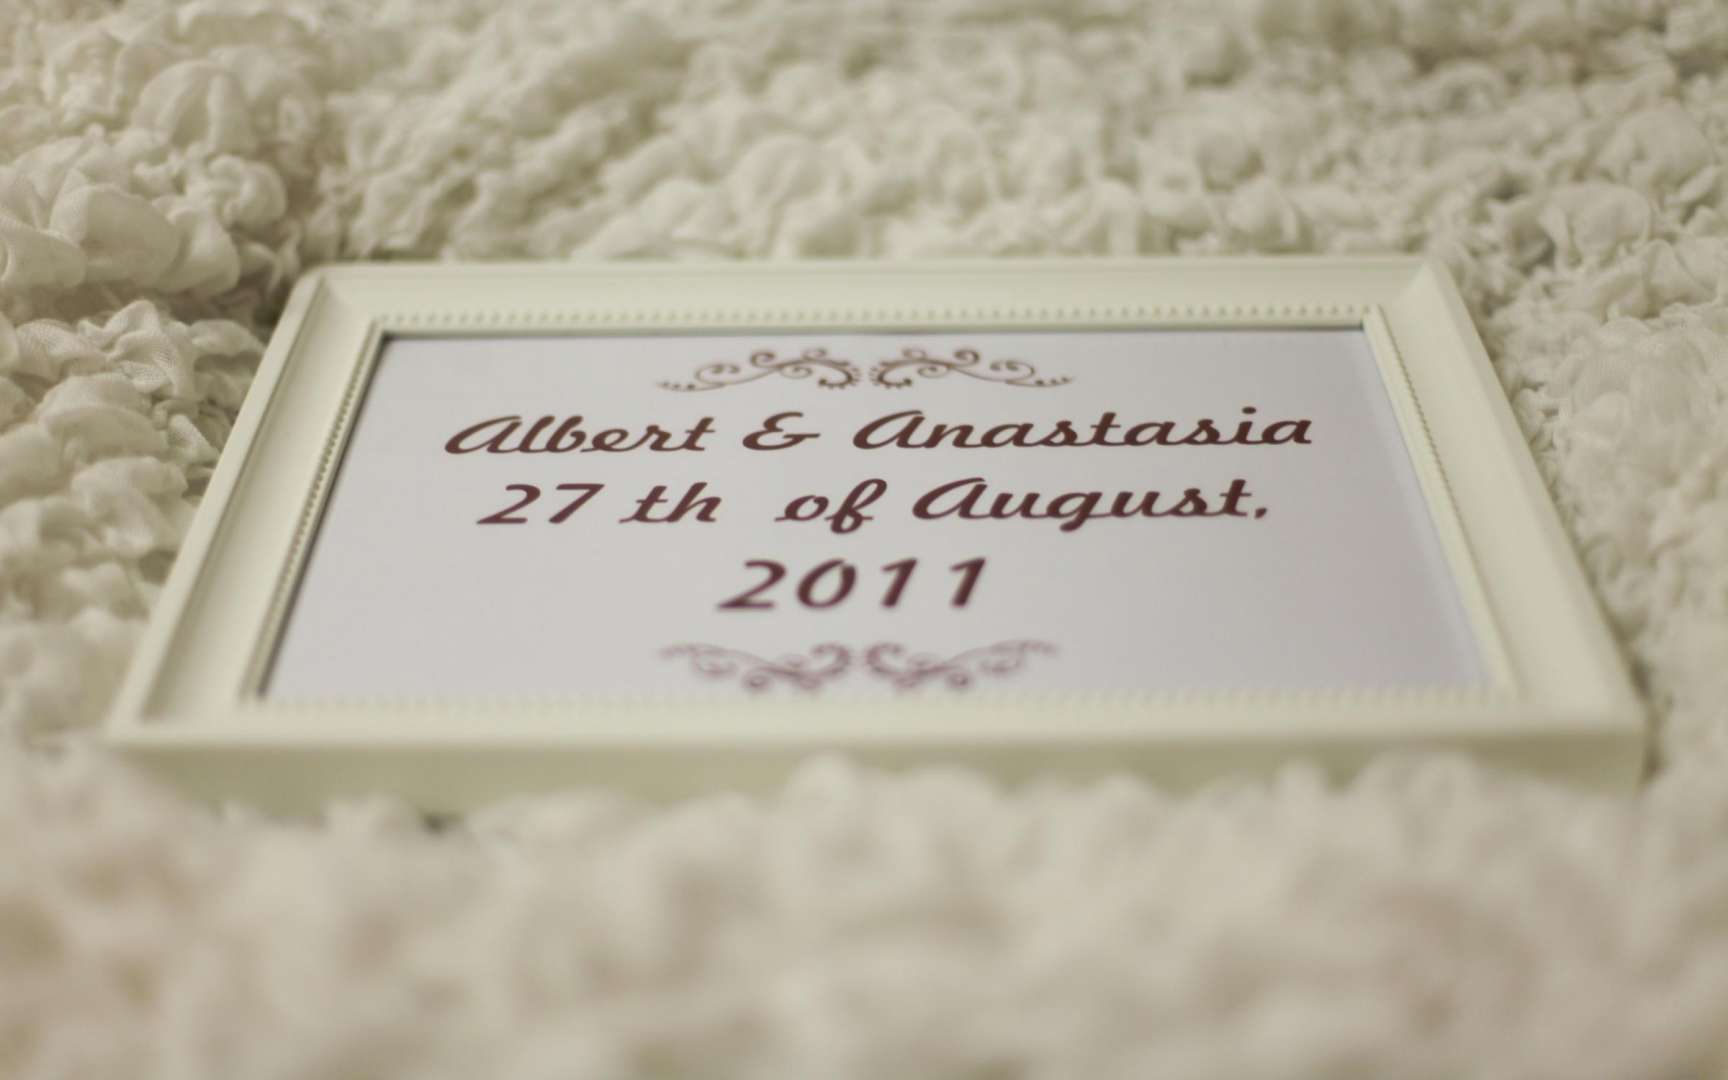 Albert & Anastasia
27 th of August,
2011